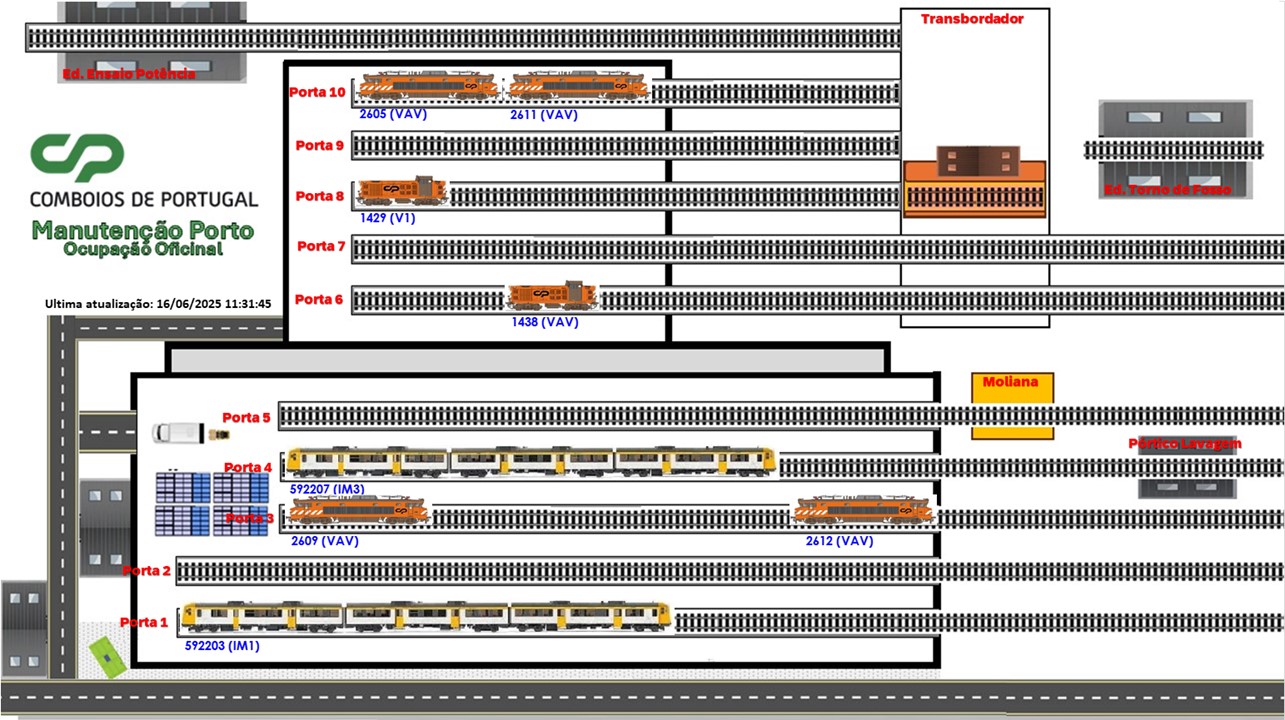 Transbordador
Ed. Ensaio Potência
Porta 10
2605 (VAV)
2611 (VAV)
Porta 9
CP
COMBOIOS DE PORTUGAL
Manutenção Porto
Ocupação Oficinal
Porta 8
1429 (V1)
Ed. Torno de Fosso
Porta 7
Porta 6
Ultima atualização: 16/06/2025 11:31:45
1438 (VAV)
Moliana
Porta 5
Pórtico Lavagem
Porta 4
592207 (IM3)
Porta 3
2609 (VAV)
2612 (VAV)
Porta 2
Porta 1
592203 (IM1)